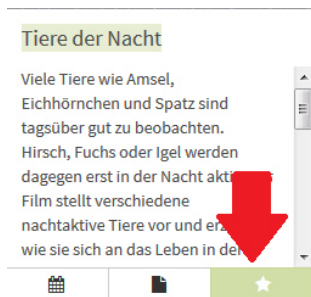 Tiere der Nacht
Viele Tiere wie Amsel,
Eichhörnchen und Spatz sind
tagsüber gut zu beobachten.
Hirsch, Fuchs oder Igel werden
dagegen erst in der Nacht
Film stellt verschiedene
nachtaktive Tiere vor und
wie sie sich an das Leben in